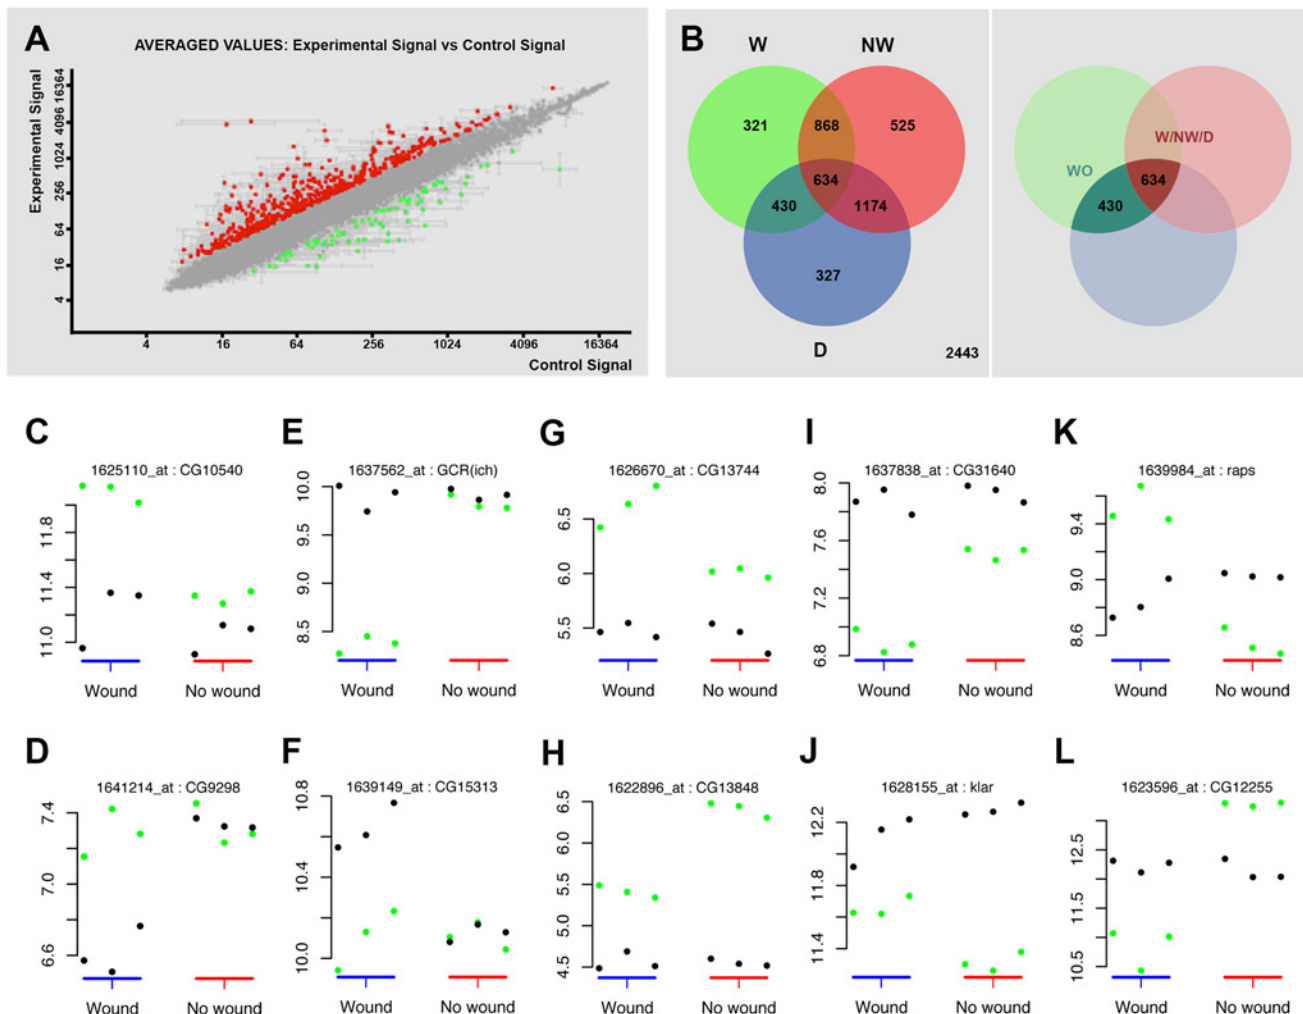 A
AVERAGED VALUES: Experimental Signal vs Control Signal
Experimental Signal
16364
4096
1024
256
64
16
4
4 16 64 256 1024 4096 16364
Control Signal
B
W NW
321 868 525
634
430 1174
327
D
2443
W/NW/D
WO
634
430
C
1625110_at : CG10540
11.8
11.4
11.0
Wound No wound
E
1637562_at : GCR(ich)
10.0
9.5
9.0
8.5
Wound No wound
G
1626670_at : CG13744
6.5
6.0
5.5
Wound No wound
I
1637838_at : CG31640
8.0
7.6
7.2
6.8
Wound No wound
K
1639984_at : raps
9.4
9.0
8.6
Wound No wound
D
1641214_at : CG9298
7.4
7.0
6.6
Wound No wound
F
1639149_at : CG15313
10.8
10.4
10.0
Wound No wound
H
1622896_at : CG13848
6.5
6.0
5.5
5.0
4.5
Wound No wound
J
1628155_at : klar
12.2
11.8
11.4
Wound No wound
L
1623596_at : CG12255
12.5
11.5
10.5
Wound No wound